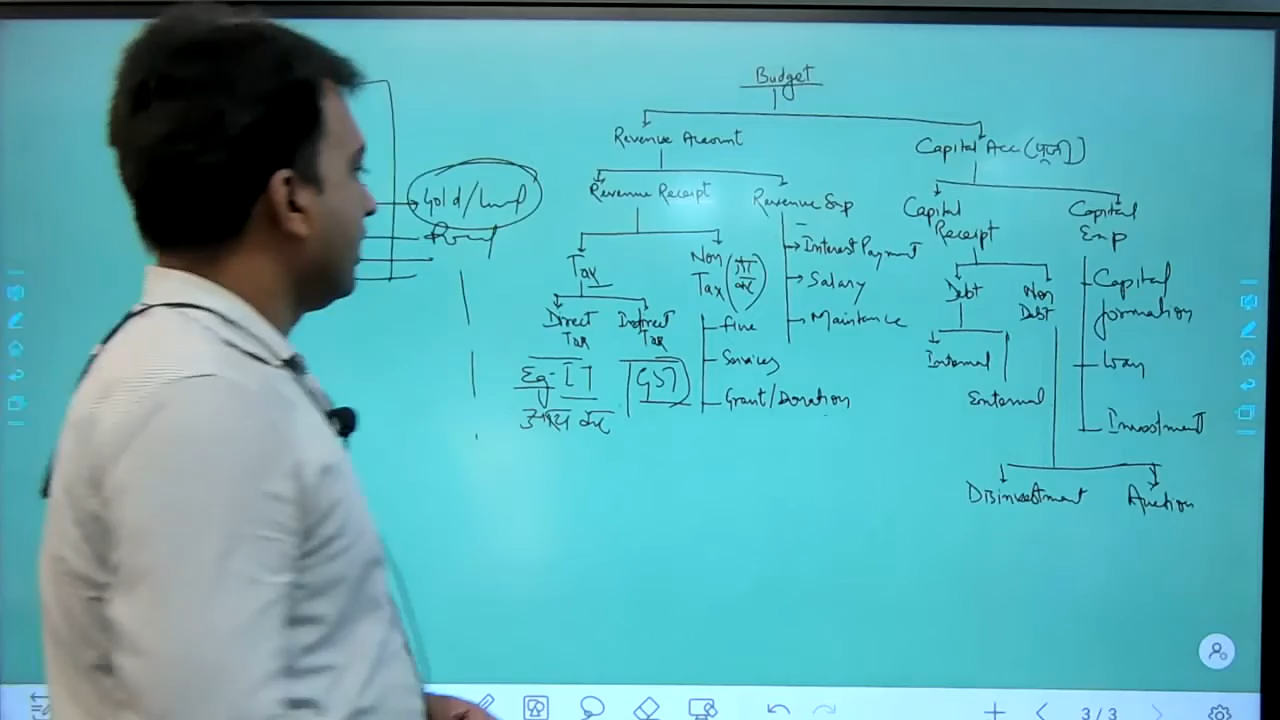 Budget
Revenue Account
Capital Acc (पूंजी)
Revenue Receipt
Revenue Exp
Capital
Receipt
Capital
Exp
Gold/
Tax
Non
Tax
Direct
Tax
Indirect
Tax
Eg- IT
GST
कर
Fine
Services
Grant/Donation
Interest Payment
Salary
Maintence
Debt
Non
Debt
Internal
External
Disinvestment
Auction
Capital
formation
Loan
Investment
3/3